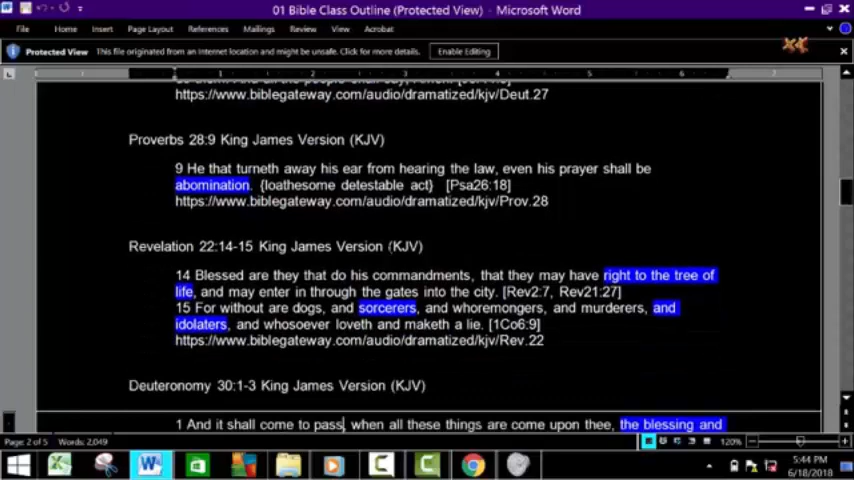 01 Bible Class Outline (Protected View) - Microsoft Word
File Home Insert Page Layout References Mailings Review View Acrobat
Protected View This file originated from an Internet location and might be unsafe. Click for more details. Enable Editing
https://www.biblegateway.com/audio/dramatized/kjv/Deut.27
Proverbs 28:9 King James Version (KJV)
9 He that turneth away his ear from hearing the law, even his prayer shall be
abomination. {loathesome detestable act} [Psa26:18]
https://www.biblegateway.com/audio/dramatized/kjv/Prov.28
Revelation 22:14-15 King James Version (KJV)
14 Blessed are they that do his commandments, that they may have right to the tree of
life, and may enter in through the gates into the city. [Rev2:7, Rev21:27]
15 For without are dogs, and sorcerers, and whoremongers, and murderers, and
idolaters, and whosoever loveth and maketh a lie. [1Co6:9]
https://www.biblegateway.com/audio/dramatized/kjv/Rev.22
Deuteronomy 30:1-3 King James Version (KJV)
1 And it shall come to pass, when all these things are come upon thee, the blessing and
Page: 2 of 5 Words: 2,049 120%
5:44 PM
6/18/2018